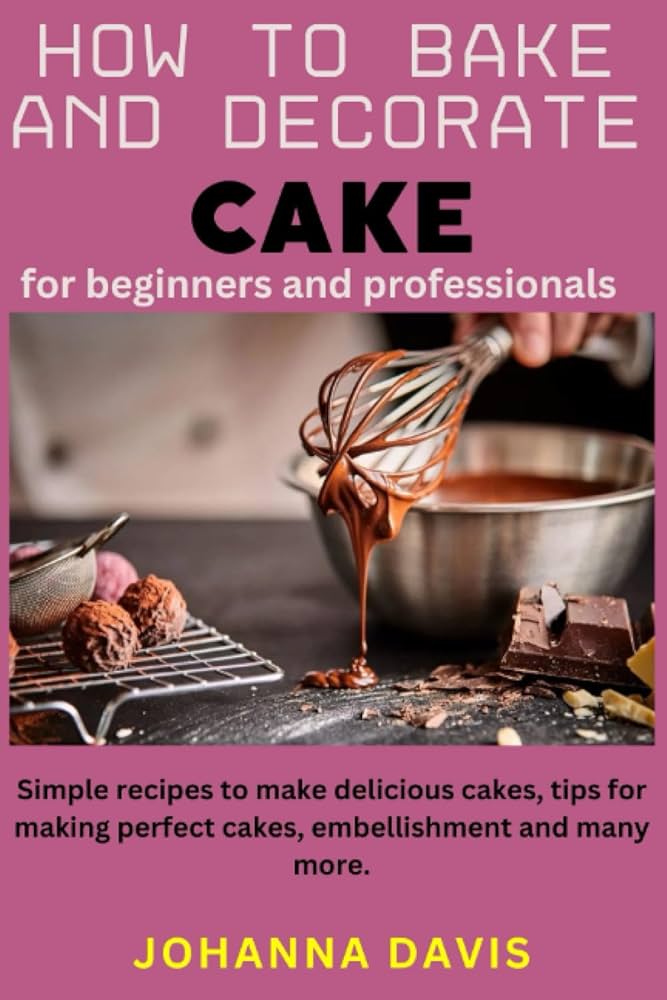 HOW TO BAKE
AND DECORATE
CAKE
for beginners and professionals
Simple recipes to make delicious cakes, tips for
making perfect cakes, embellishment and many
more.
JOHANNA DAVIS